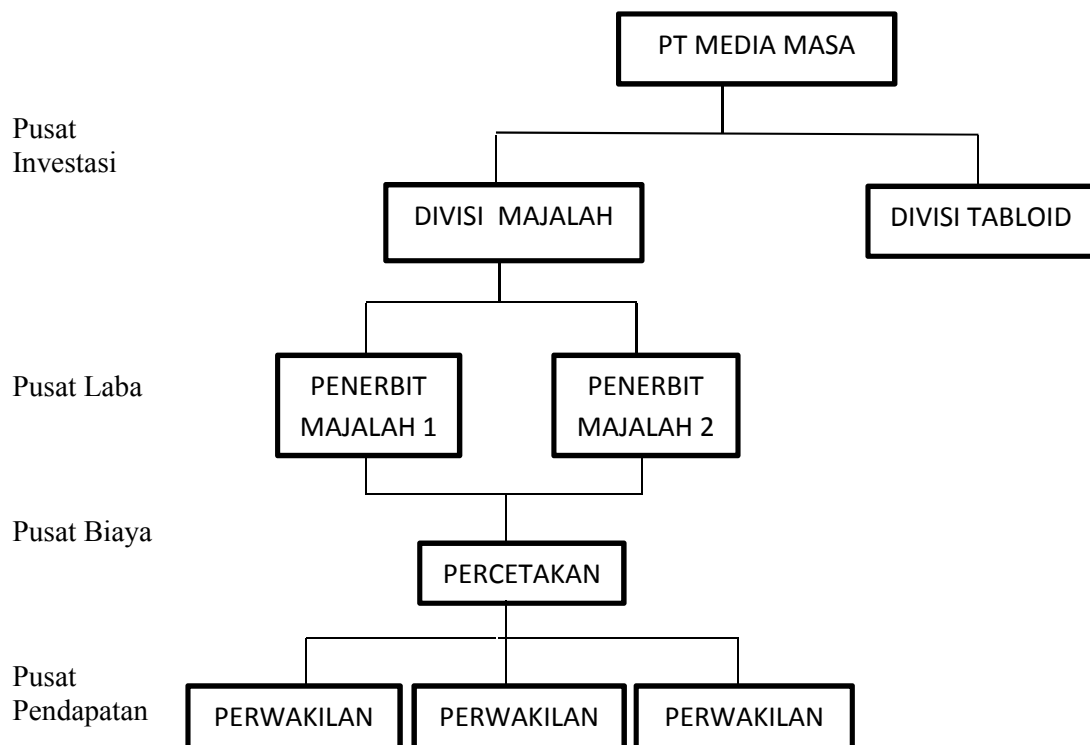 PT MEDIA MASA
Pusat
Investasi
DIVISI MAJALAH
DIVISI TABLOID
Pusat Laba
PENERBIT
MAJALAH 1
PENERBIT
MAJALAH 2
Pusat Biaya
PERCETAKAN
Pusat
Pendapatan
PERWAKILAN
PERWAKILAN
PERWAKILAN